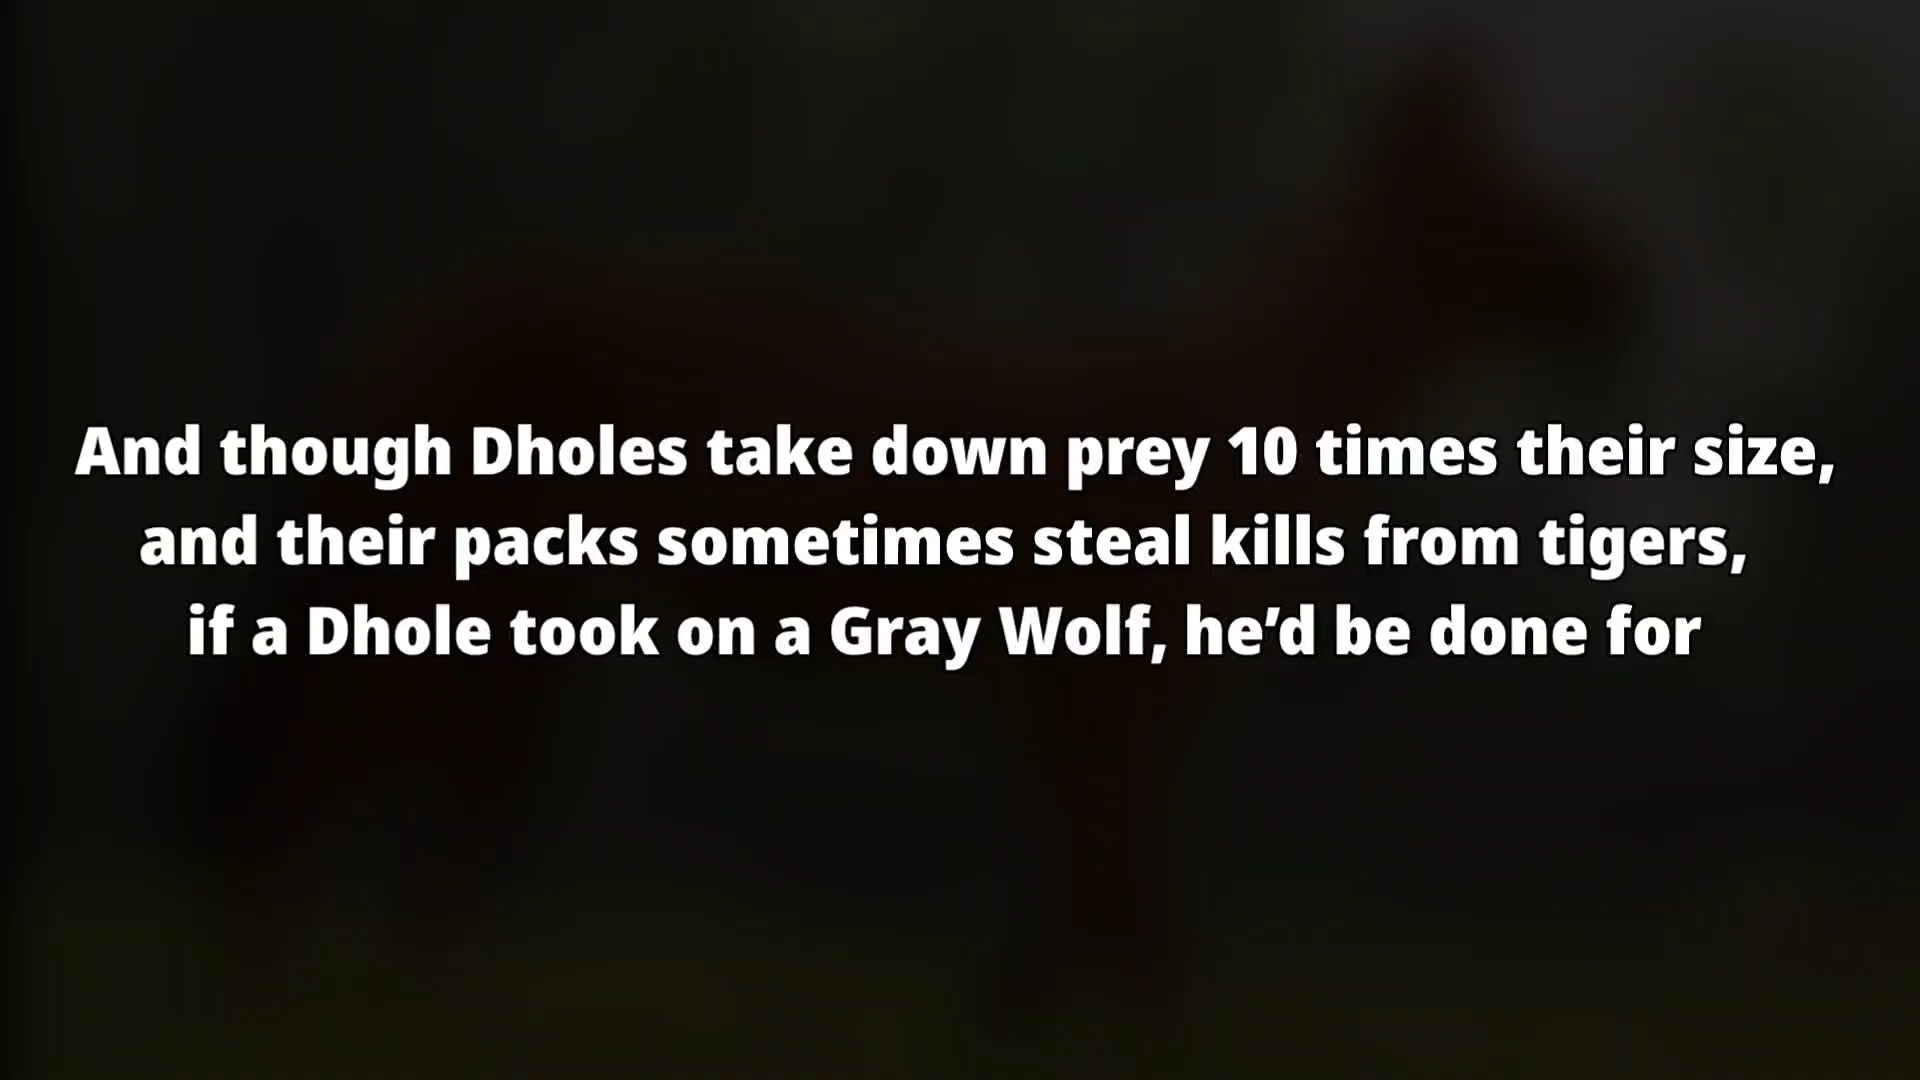 And though Dholes take down prey 10 times their size,
and their packs sometimes steal kills from tigers,
if a Dhole took on a Gray Wolf, he’d be done for